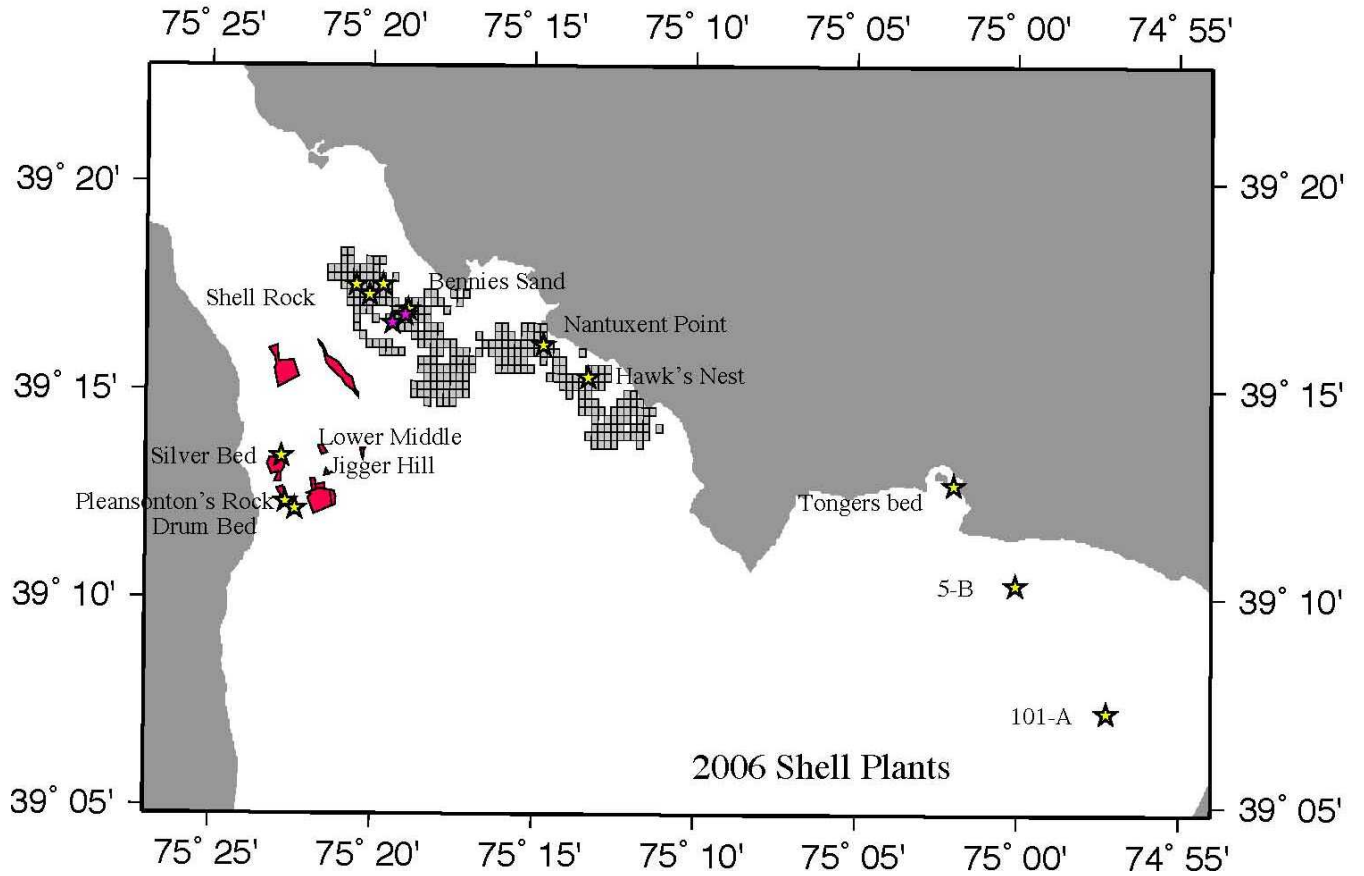 75° 25' 75° 20' 75° 15' 75° 10' 75° 05' 75° 00' 74° 55'
39° 20' 39° 20'
Bennies Sand
Shell Rock
Nantuxent Point
Hawk's Nest
39° 15' 39° 15'
Lower Middle
Silver Bed
Jigger Hill
Pleansonton's Rock
Tongers bed
Drum Bed
5-B
39° 10' 39° 10'
101-A
2006 Shell Plants
39° 05' 39° 05'
75° 25' 75° 20' 75° 15' 75° 10' 75° 05' 75° 00' 74° 55'